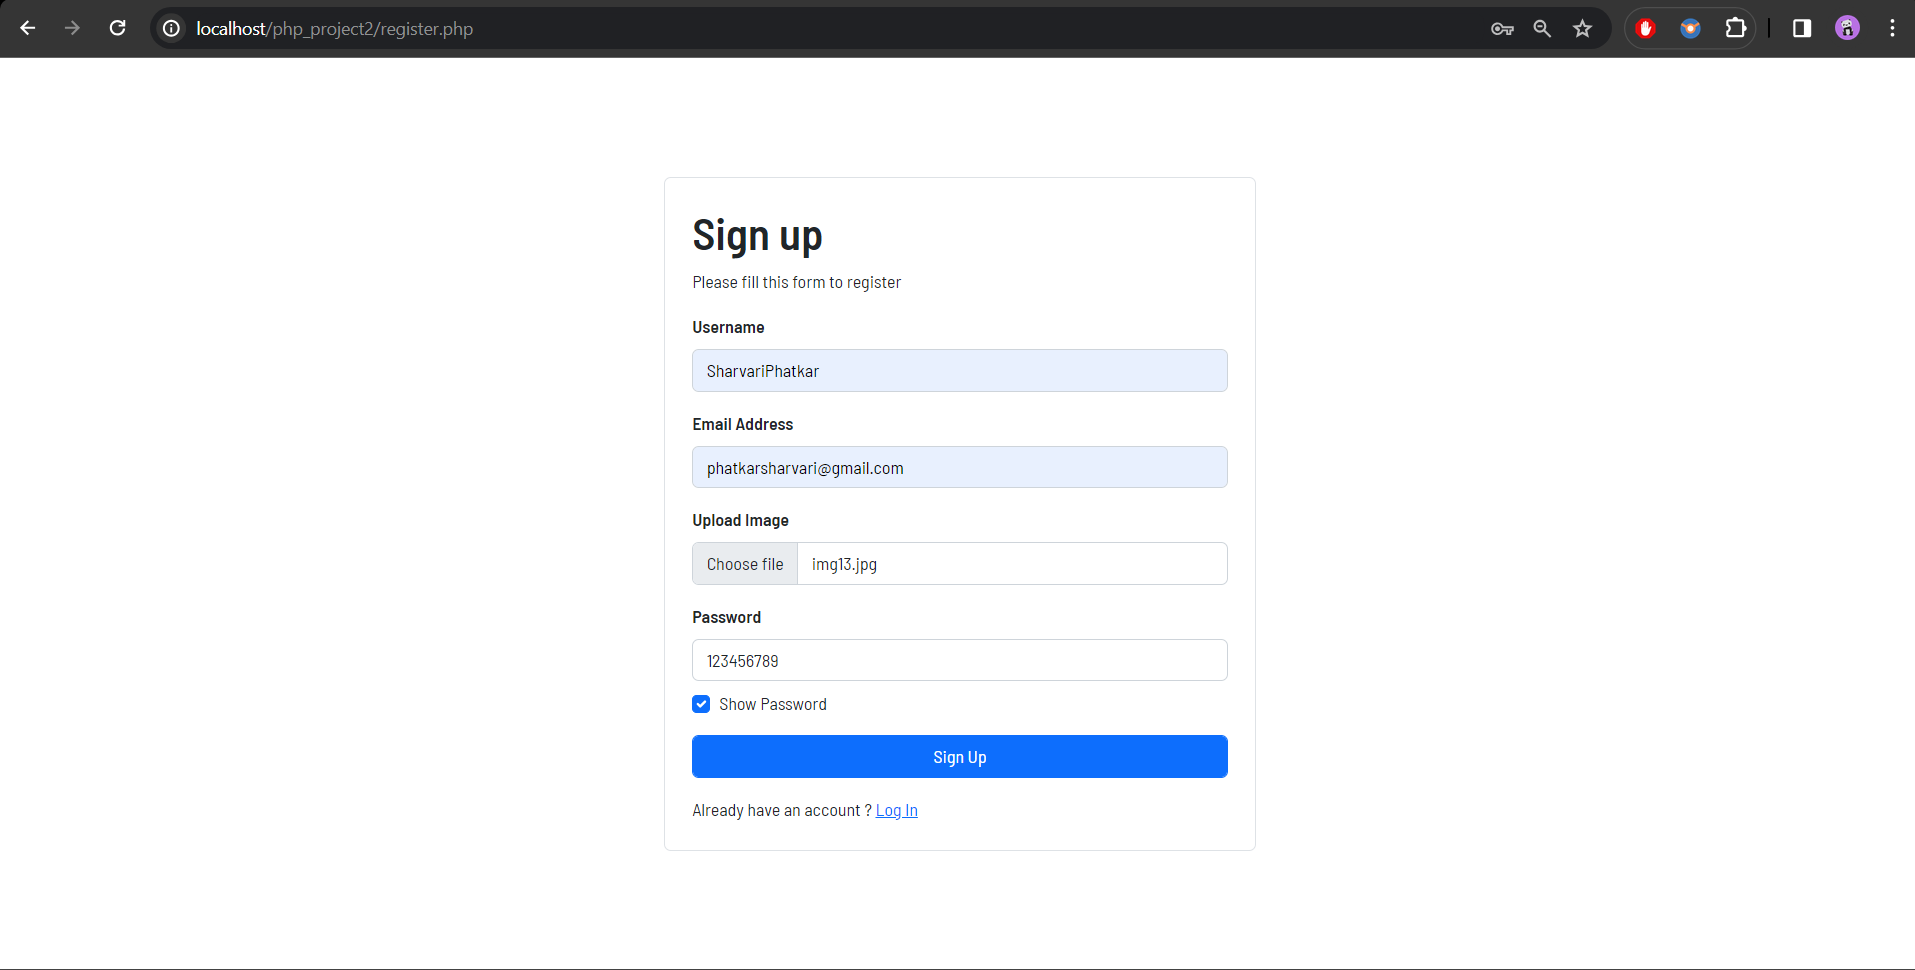 localhost/php_project2/register.php
Sign up
Please fill this form to register
Username
SharvariPhatkar
Email Address
phatkarsharvari@gmail.com
Upload Image
Choose file img13.jpg
Password
123456789
Show Password
Sign Up
Already have an account ? Log In